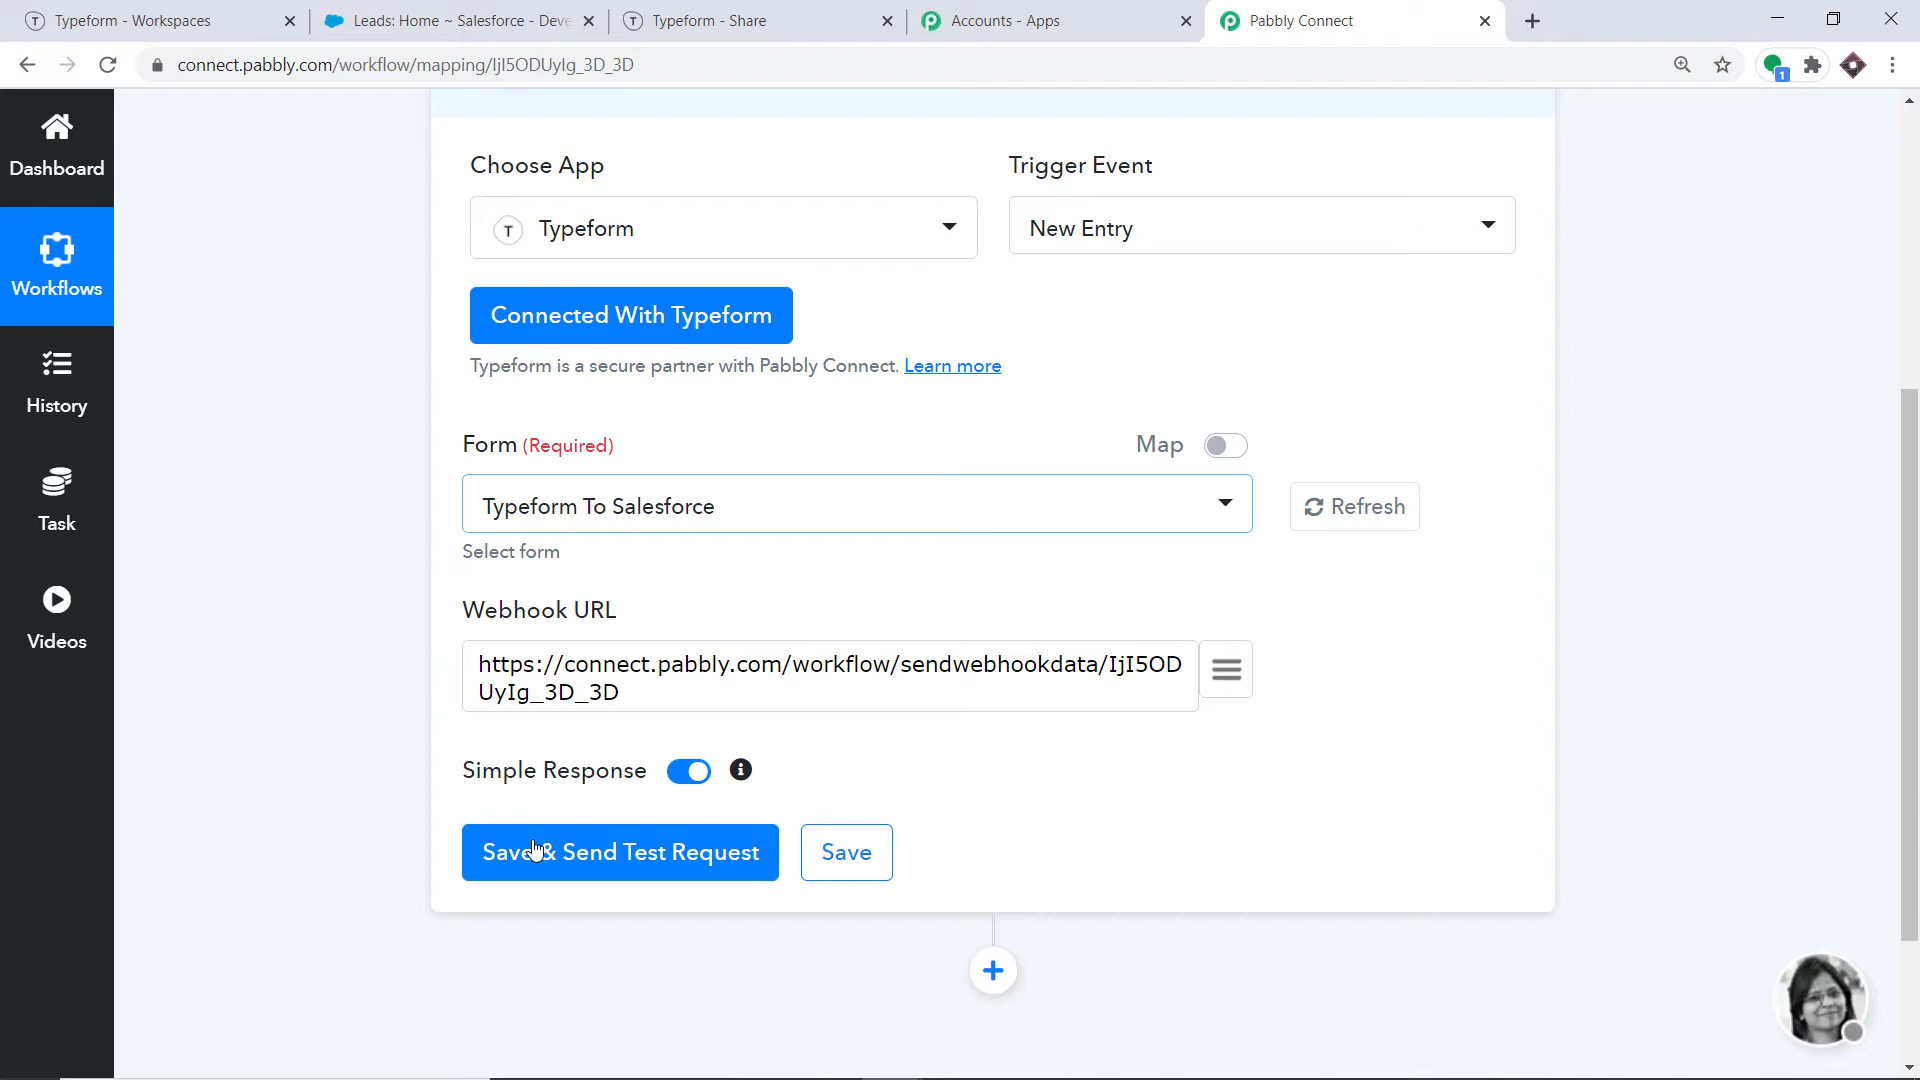 Typeform - Workspaces
Leads: Home ~ Salesforce - Deve
Typeform - Share
Accounts - Apps
Pabbly Connect
connect.pabbly.com/workflow/mapping/IjI5ODUyIg_3D_3D
1
Dashboard
Workflows
History
Task
Videos
Choose App
Trigger Event
T Typeform
New Entry
Connected With Typeform
Typeform is a secure partner with Pabbly Connect. Learn more
Form (Required)
Map
Typeform To Salesforce
Refresh
Select form
Webhook URL
https://connect.pabbly.com/workflow/sendwebhookdata/IjI5OD
UyIg_3D_3D
Simple Response
Save & Send Test Request
Save